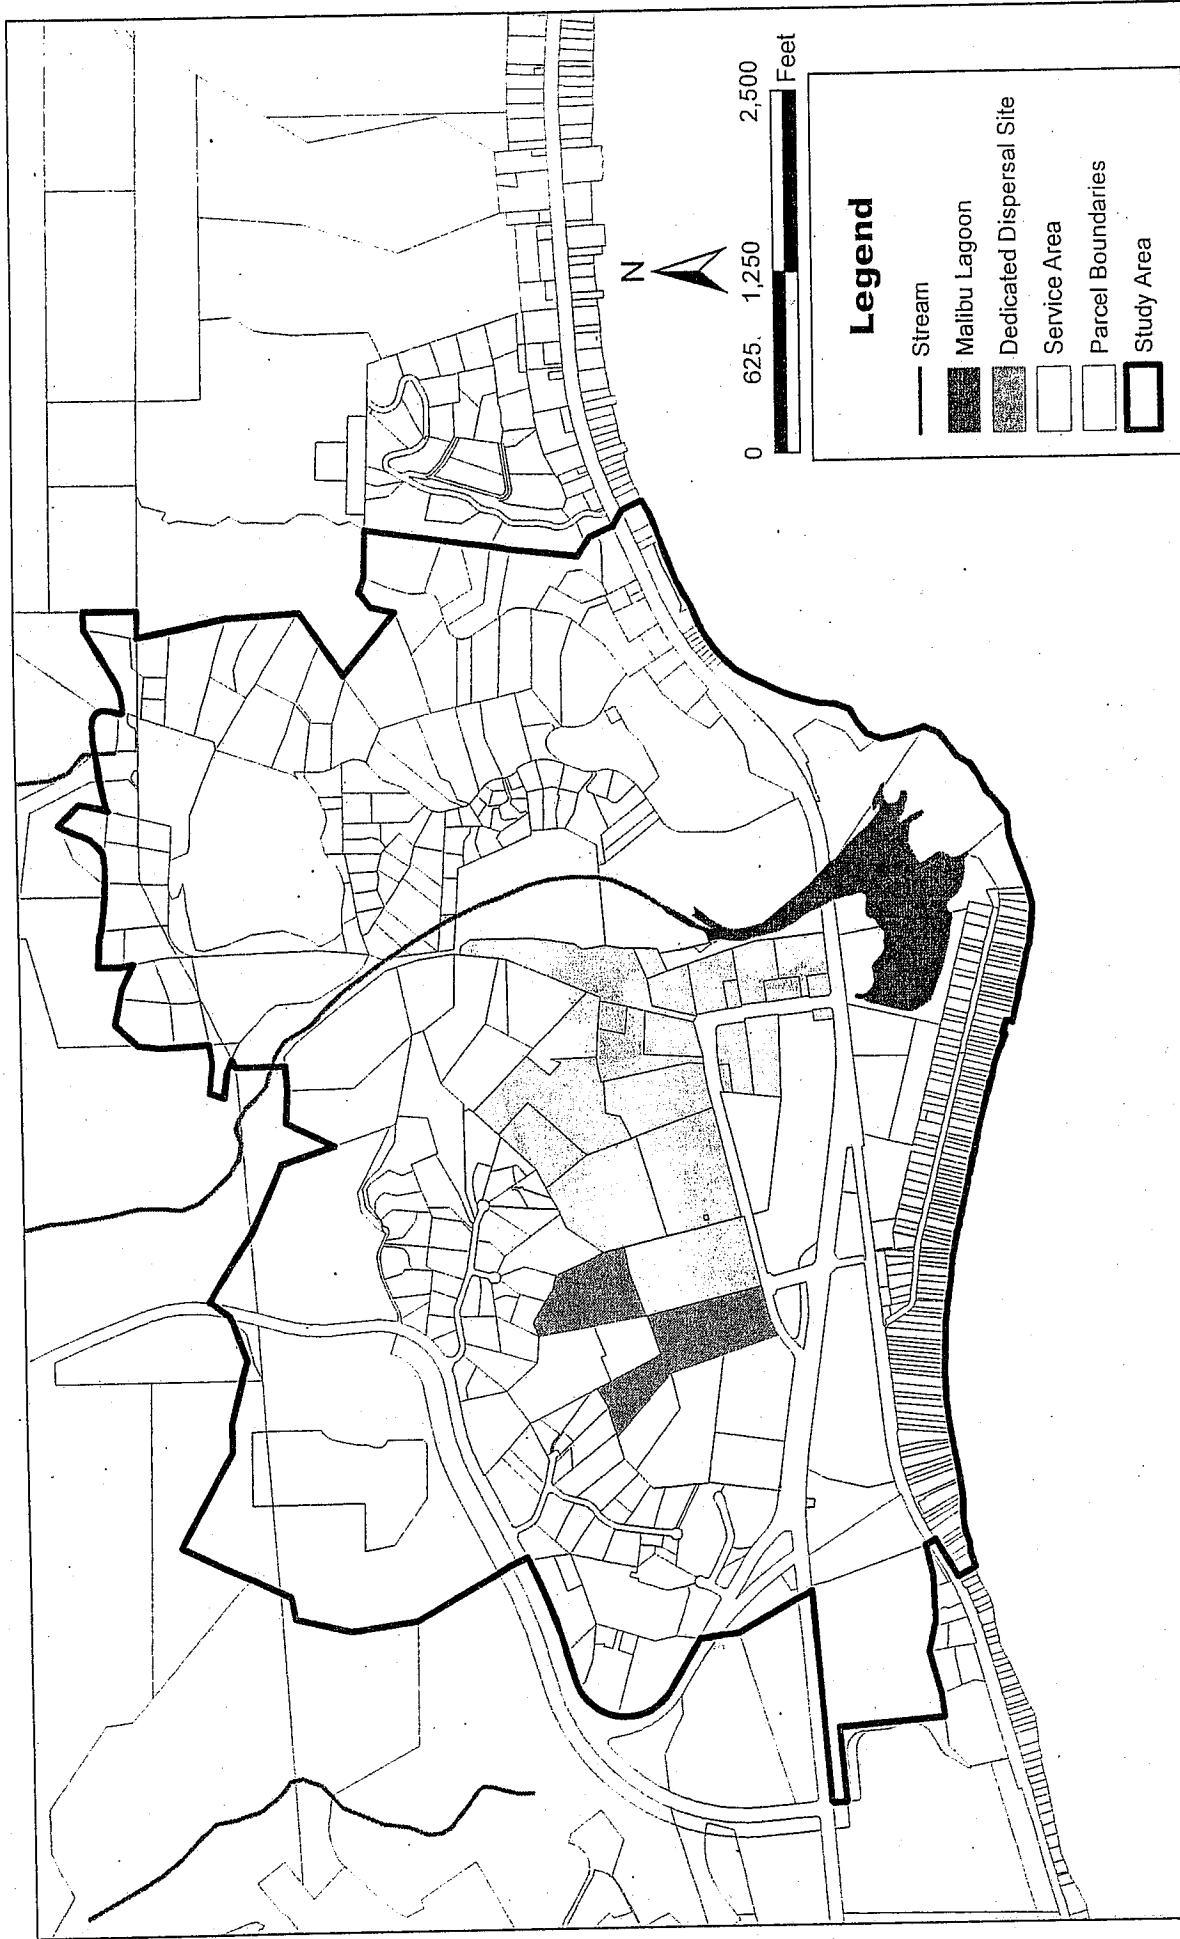 N
0 625. 1,250 2,500
Feet
Legend
Stream
Malibu Lagoon
Dedicated Dispersal Site
Service Area
Parcel Boundaries
Study Area